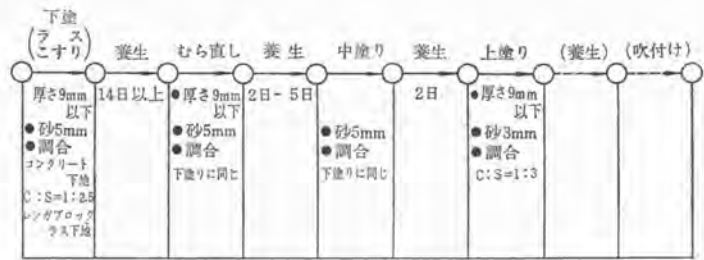 下塗
(ラス
こすり)
養生
むら直し
養生
中塗り
養生
上塗り
(養生)
(吹付け)
厚さ9mm
以下
●砂5mm
●調合
コンクリート
下地
C:S=1:2.5
レンガブロック
ラス下地
14日以上
●厚さ9mm
以下
●砂5mm
●調合
下塗りに同じ
2日-5日
●砂5mm
●調合
下塗りに同じ
2日
●厚さ9mm
以下
●砂3mm
●調合
C:S=1:3